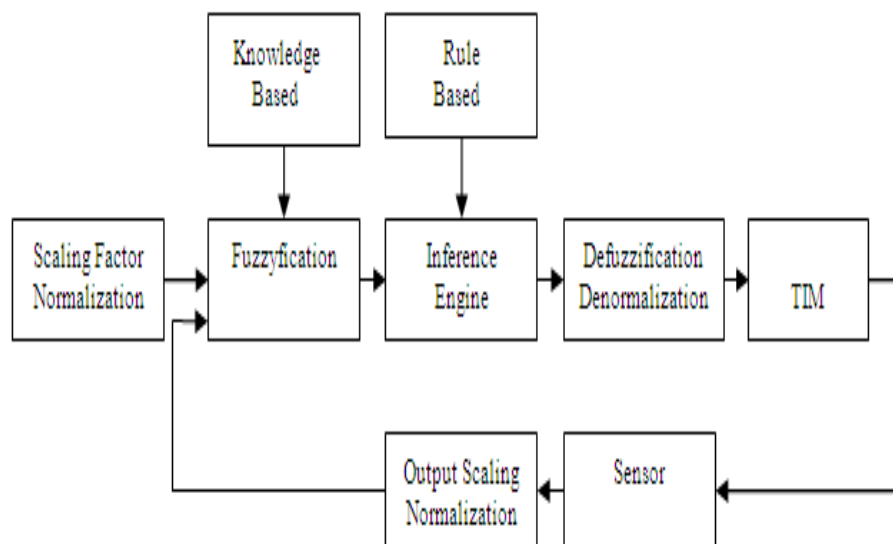 Knowledge
Based
Rule
Based
Scaling Factor
Normalization
Fuzzyfication
Inference
Engine
Defuzzification
Denormalization
TIM
Output Scaling
Normalization
Sensor